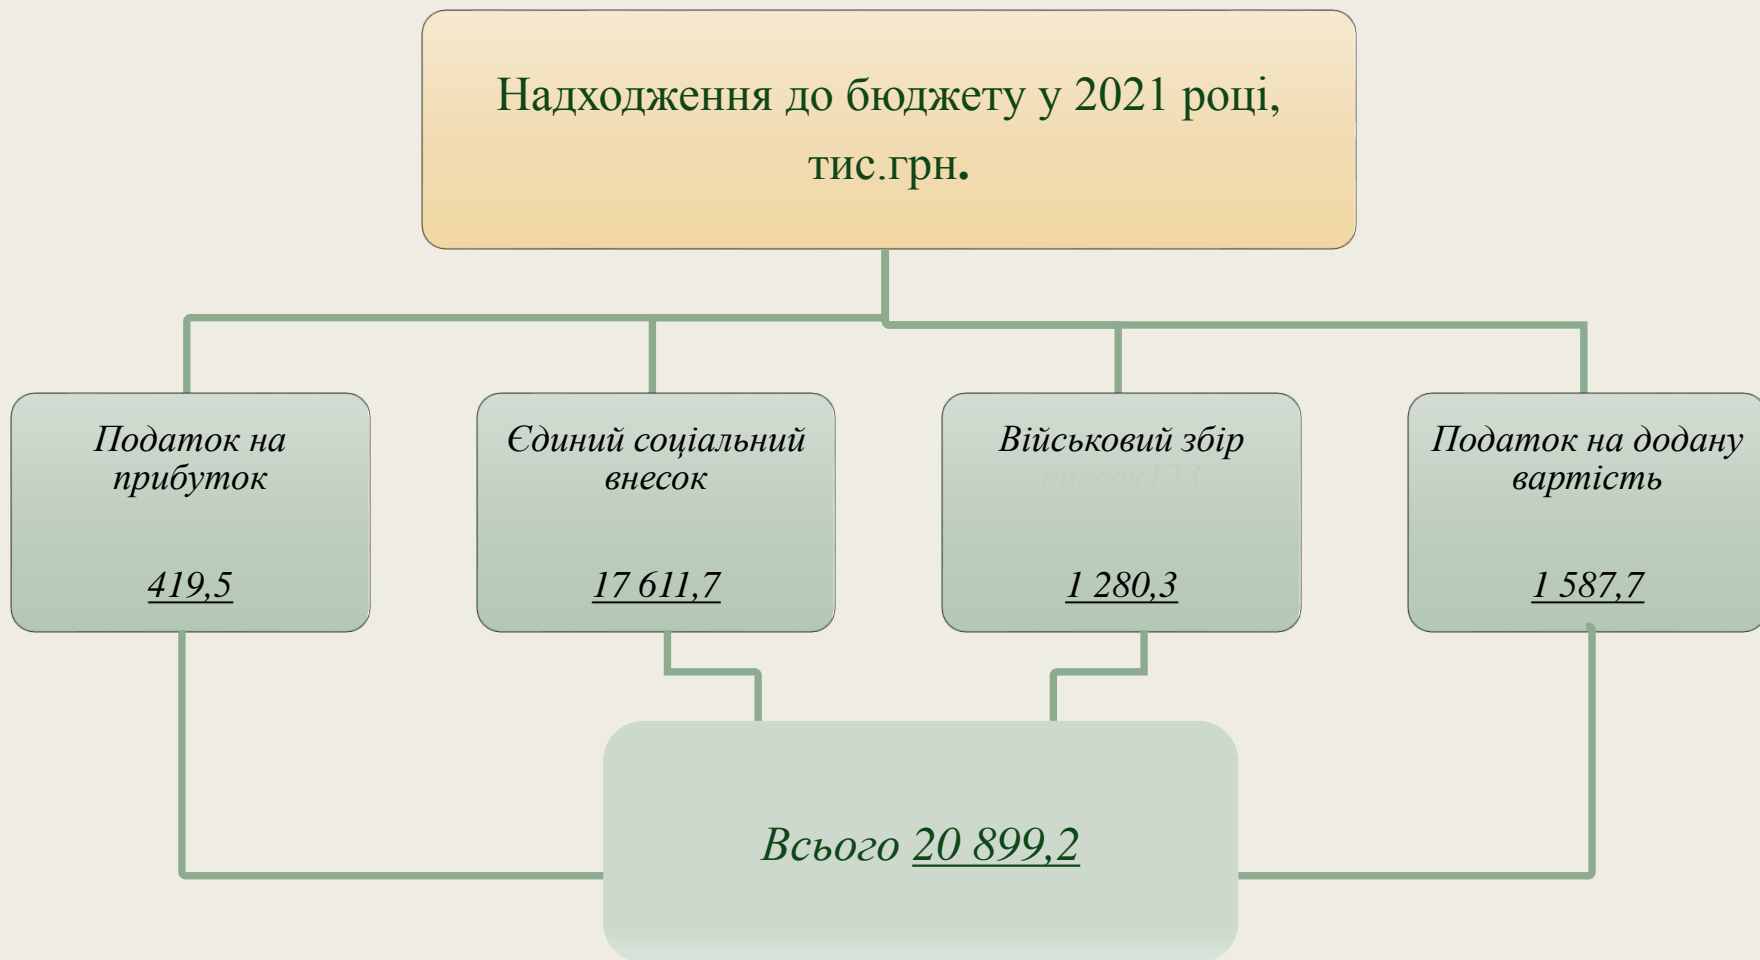 Надходження до бюджету у 2021 році,
тис.грн.
Податок на
прибуток
419,5
Єдиний соціальний
внесок
17 611,7
Військовий збір
внесок123
1 280,3
Податок на додану
вартість
1 587,7
Всього 20 899,2